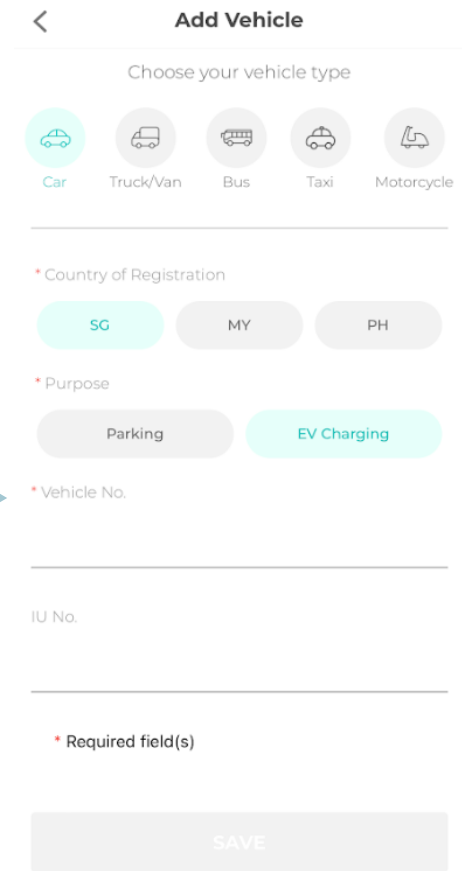 Add Vehicle
Choose your vehicle type
Car Truck/Van Bus Taxi Motorcycle
* Country of Registration
SG MY PH
* Purpose
Parking EV Charging
* Vehicle No.
IU No.
* Required field(s)
SAVE